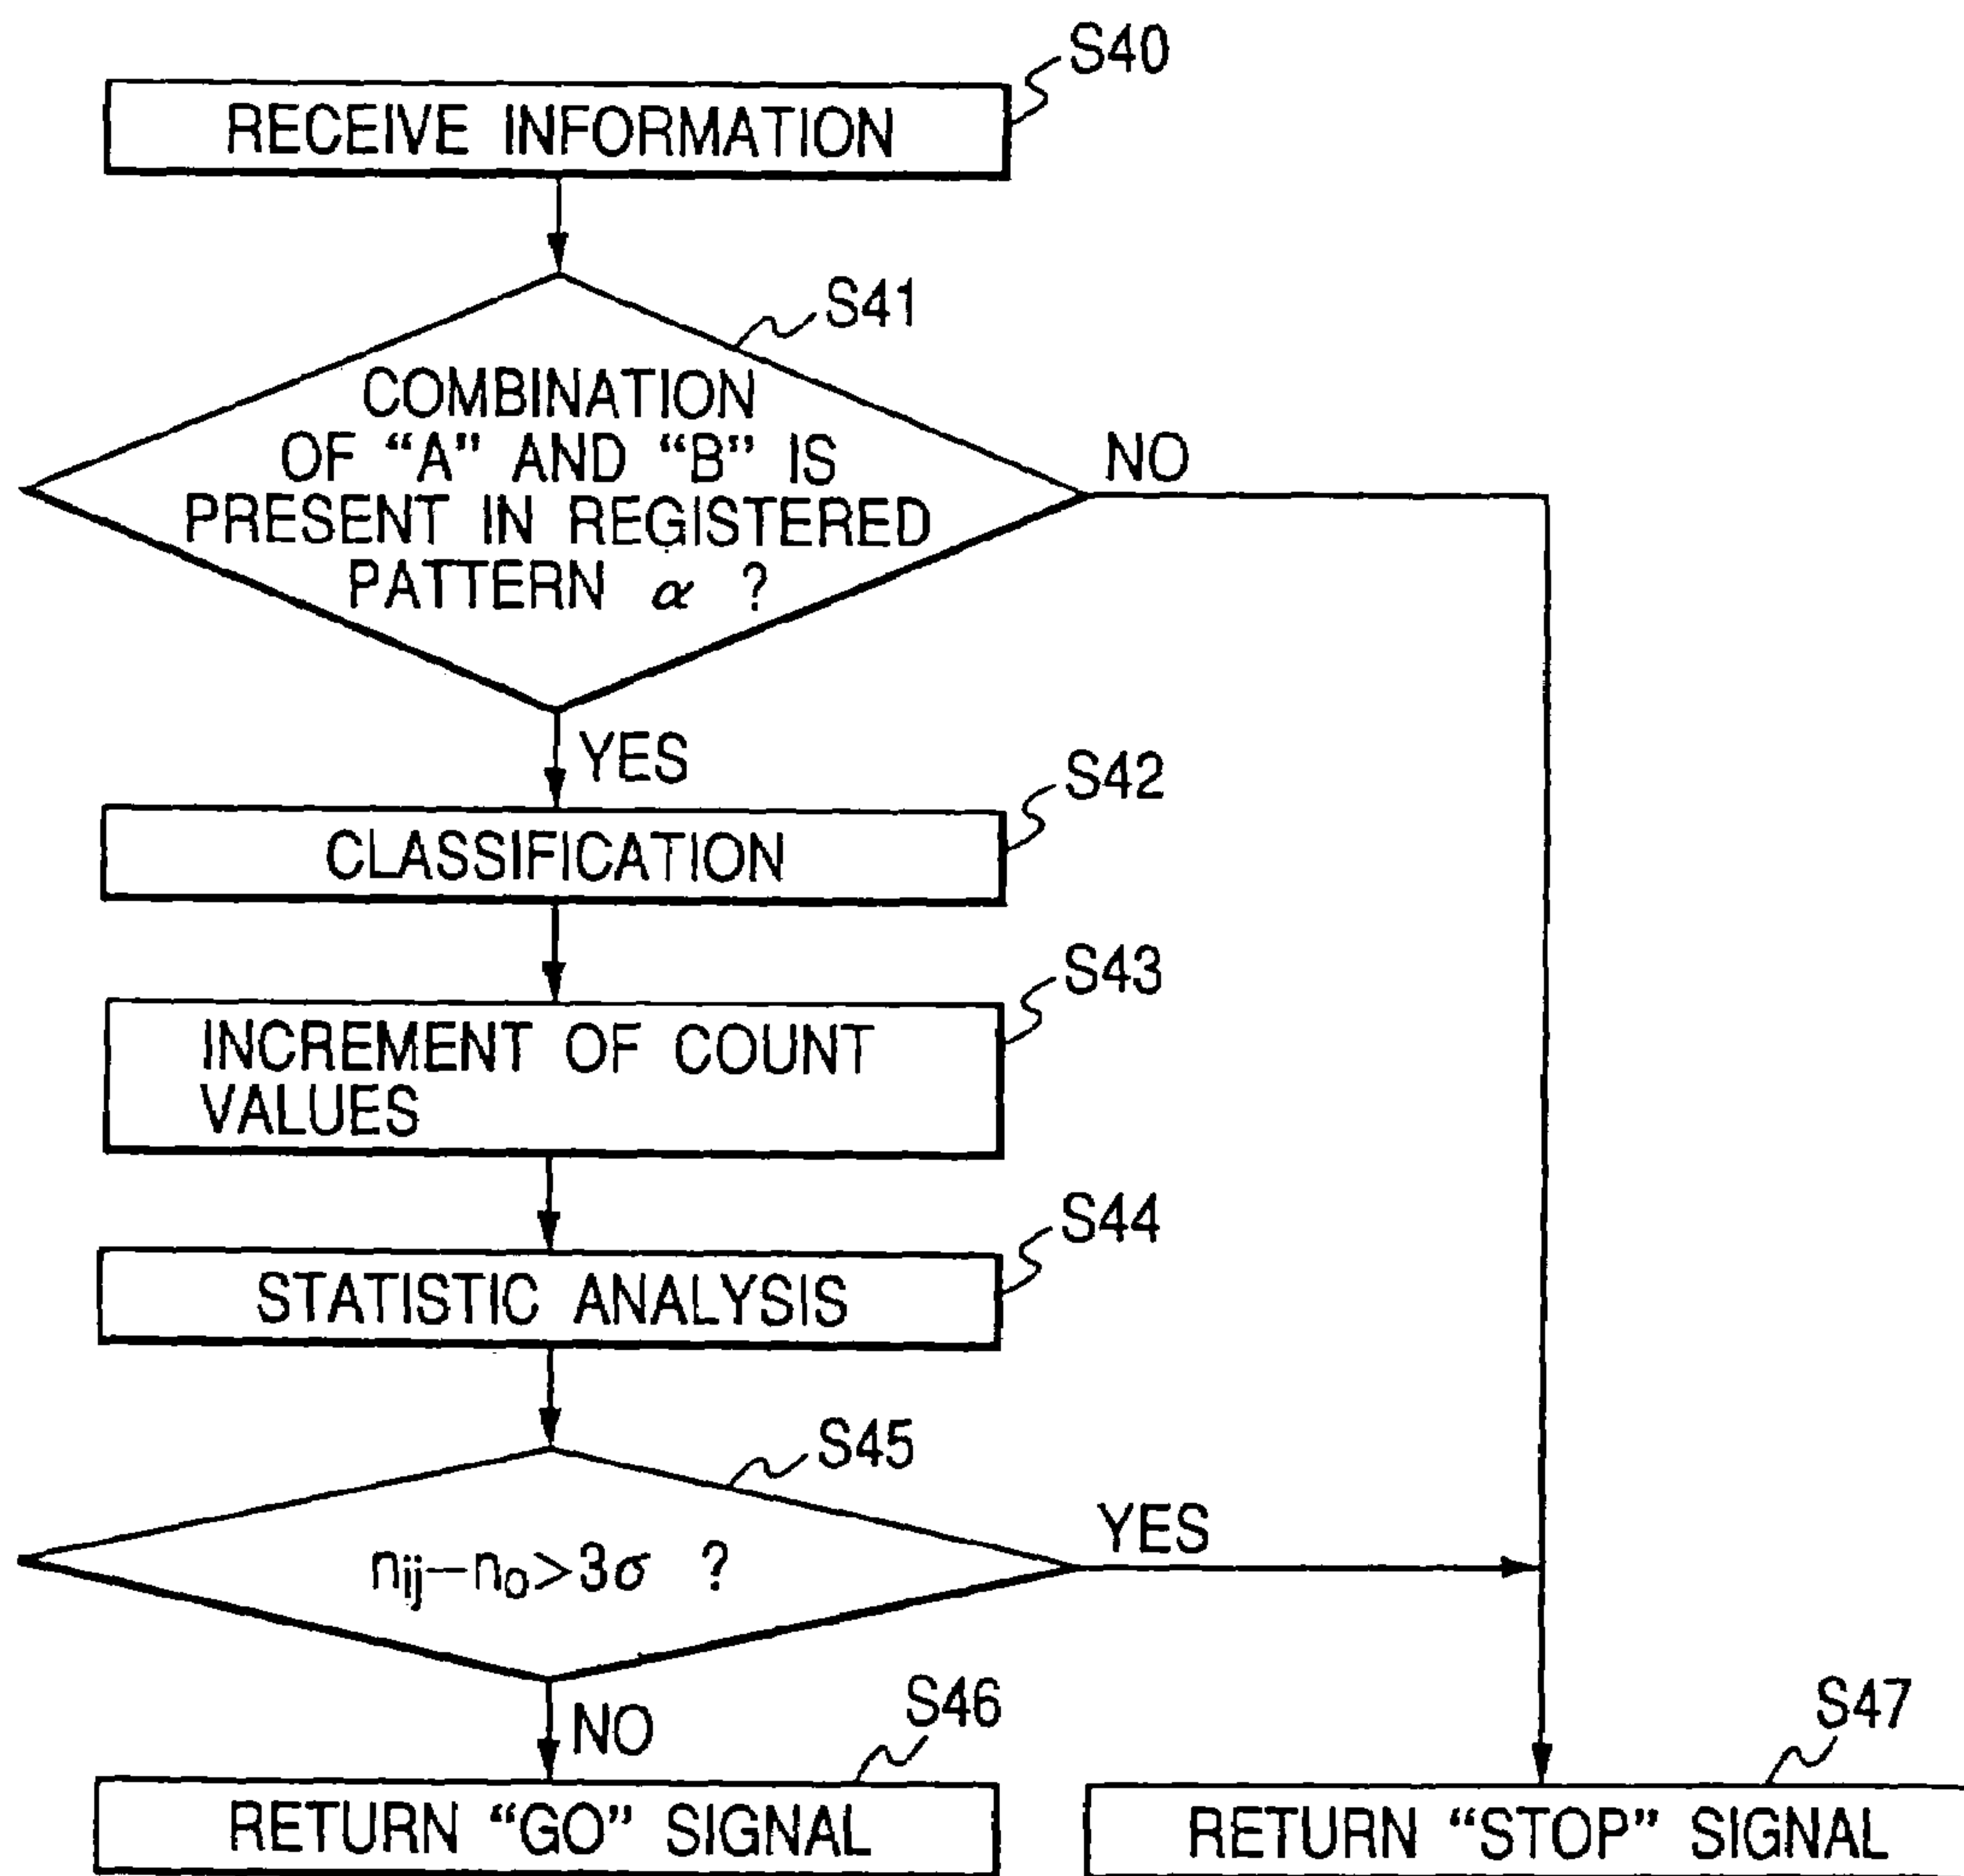 S40
RECEIVE INFORMATION
S41
COMBINATION
OF “A” AND “B” IS
PRESENT IN REGISTERED
PATTERN α ?
NO
YES
S42
CLASSIFICATION
S43
INCREMENT OF COUNT
VALUES
S44
STATISTIC ANALYSIS
S45
nij−n0>3σ ?
YES
NO
S46
RETURN “GO” SIGNAL
S47
RETURN “STOP” SIGNAL